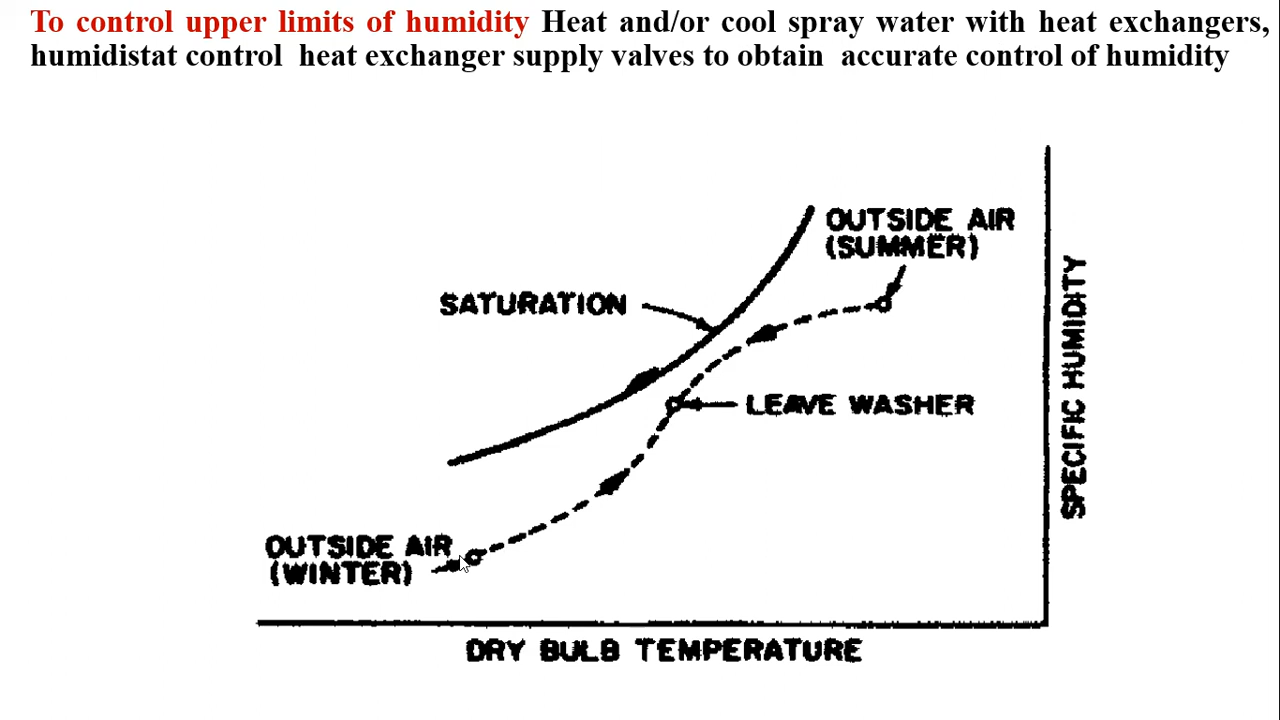 To control upper limits of humidity Heat and/or cool spray water with heat exchangers,
humidistat control heat exchanger supply valves to obtain accurate control of humidity
OUTSIDE AIR
(SUMMER)
SATURATION
LEAVE WASHER
SPECIFIC HUMIDITY
OUTSIDE AIR
(WINTER)
DRY BULB TEMPERATURE